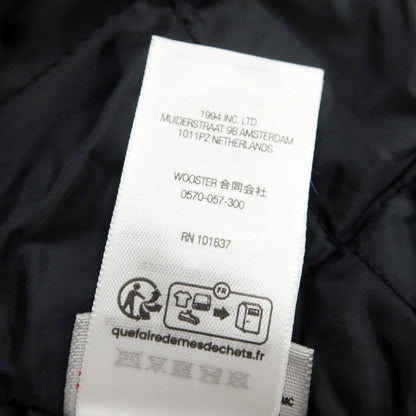 1994 INC. LTD.
MUIDERSTRAAT 9B AMSTERDAM
1011PZ NETHERLANDS
WOOSTER 合同会社
0570-057-300
RN 101837
FR
quefairedemesdechets.fr
MC